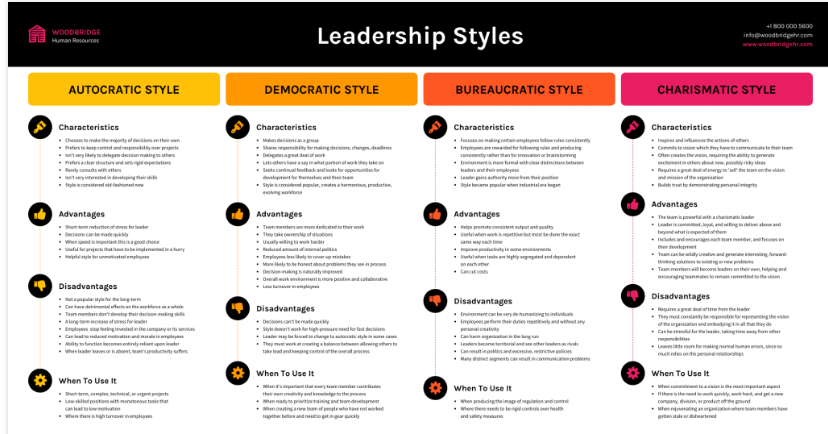 WOODBRIDGE
Human Resources
Leadership Styles
+1 800 000 5600
info@woodbridgehr.com
www.woodbridgehr.com
AUTOCRATIC STYLE
Characteristics
• Chooses to make the majority of decisions on their own
• Prefers to keep control and responsibility over projects
• Isn't very likely to delegate decision making to others
• Prefers a clear structure and sets rigid expectations
• Rarely consults with others
• Isn't very interested in developing their skills
• Style is considered old-fashioned now
Advantages
• Short-term reduction of stress for leader
• Decisions can be made quickly
• When speed is important this is a good choice
• Useful for projects that have to be implemented in a hurry
• Helpful style for unmotivated employees
Disadvantages
• Not a popular style for the long-term
• Can have detrimental effects on the workforce as a whole
• Team members don't develop their decision-making skills
• A long-term increase of stress for leader
• Employees stop feeling invested in the company or its services
• Can lead to reduced motivation and morale in employees
• Ability to function becomes entirely reliant upon leader
• When leader leaves or is absent, team's productivity suffers
When To Use It
• Short-term, complex, technical, or urgent projects
• Low-skilled positions with monotonous tasks that
can lead to low motivation
• Where there is high turnover in employees
DEMOCRATIC STYLE
Characteristics
• Makes decisions as a group
• Shares responsibility for making decisions, changes, deadlines
• Delegates a great deal of work
• Lets others have a say in what portion of work they take on
• Seeks continual feedback and looks for opportunities for
development for themselves and their team
• Style is considered popular, creates a harmonious, productive,
evolving workforce
Advantages
• Team members are more dedicated to their work
• They take ownership of situations
• Usually willing to work harder
• Reduced amount of internal politics
• Employees less likely to cover-up mistakes
• More likely to be honest about problems they see in process
• Decision-making is naturally improved
• Overall work environment is more positive and collaborative
• Less turnover in employees
Disadvantages
• Decisions can't be made quickly
• Style doesn't work for high-pressure need for fast decisions
• Leader may be forced to change to autocratic style in some cases
• They must work at creating a balance between allowing others to
take lead and keeping control of the overall process
When To Use It
• When it's important that every team member contributes
their own creativity and knowledge to the process
• When ready to prioritize training and team development
• When creating a new team of people who have not worked
together before and need to get in gear quickly
BUREAUCRATIC STYLE
Characteristics
• Focuses on making certain employees follow rules consistently
• Employees are rewarded for following rules and producing
consistently rather than for innovation or brainstorming
• Environment is more formal with clear distinctions between
leaders and their employees
• Leader gains authority more from their position
• Style became popular when industrial era began
Advantages
• Helps promote consistent output and quality
• Useful when work is repetitive but must be done the exact
same way each time
• Improve productivity in some environments
• Useful when tasks are highly segregated and dependent
on each other
• Can cut costs
Disadvantages
• Environment can be very de-humanizing to individuals
• Employees perform their duties repetitively and without any
personal creativity
• Can harm organization in the long run
• Leaders become territorial and see other leaders as rivals
• Can result in politics and excessive, restrictive policies
• Many distinct segments can result in communication problems
When To Use It
• When producing the image of regulation and control
• Where there needs to be rigid controls over health
and safety measures
CHARISMATIC STYLE
Characteristics
• Inspires and influences the actions of others
• Commits to vision which they have to communicate to their team
• Often creates the vision, requiring the ability to generate
excitement in others about new, possibly risky ideas
• Requires a great deal of energy to 'sell' the team on the vision
and mission of the organization
• Builds trust by demonstrating personal integrity
Advantages
• The team is powerful with a charismatic leader
• Leader is committed, loyal, and willing to deliver above and
beyond what is expected of them
• Includes and encourages each team member, and focuses on
their development
• Team can be wildly creative and generate interesting, forward-
thinking solutions to existing or new problems
• Team members will become leaders on their own, helping and
encouraging teammates to remain committed to the vision
Disadvantages
• Requires a great deal of time from the leader
• They must constantly be responsible for representing the vision
of the organization and embodying it in all that they do
• Can be stressful for the leader, taking time away from other
responsibilities
• Leaves little room for making normal human errors, since so
much relies on the personal relationships
When To Use It
• When commitment to a vision is the most important aspect
• If there is the need to work quickly, work hard, and get a new
company, division, or product off the ground
• When rejuvenating an organization where team members have
gotten stale or disheartened